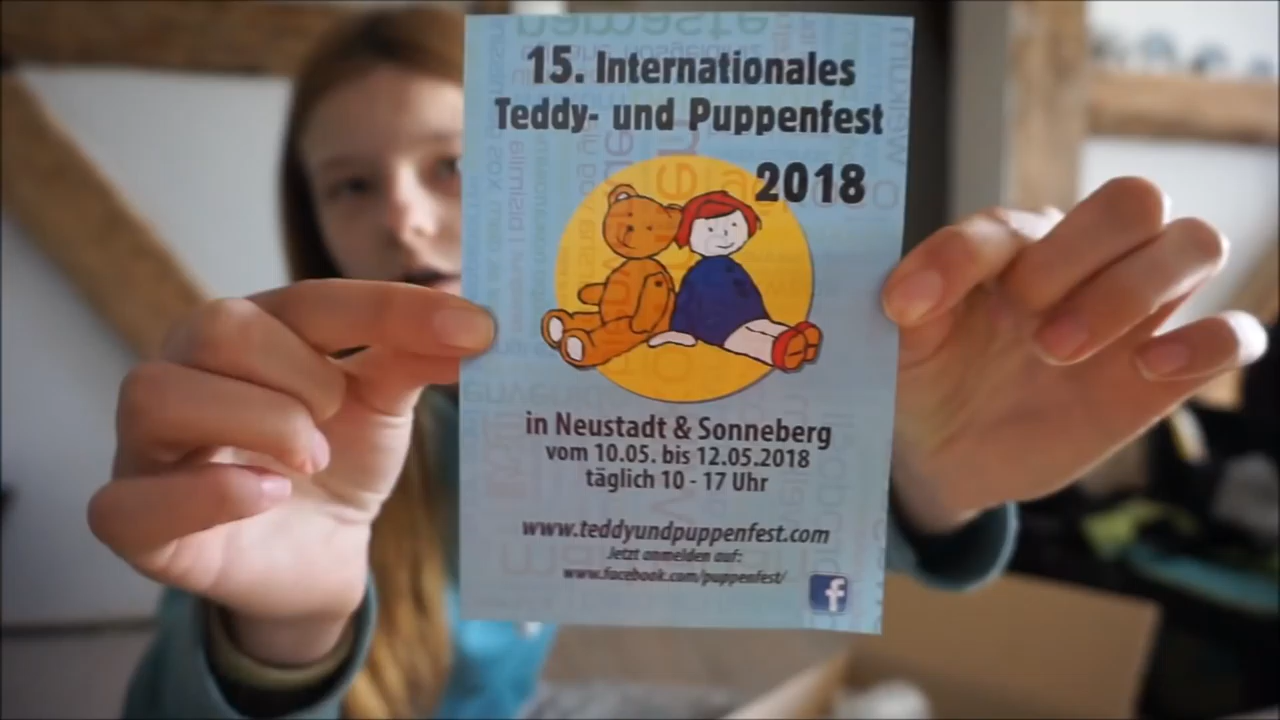 15. Internationales
Teddy- und Puppenfest
2018
in Neustadt & Sonneberg
vom 10.05. bis 12.05.2018
täglich 10 - 17 Uhr
www.teddyundpuppenfest.com
Jetzt anmelden auf:
www.facebook.com/puppenfest/
f